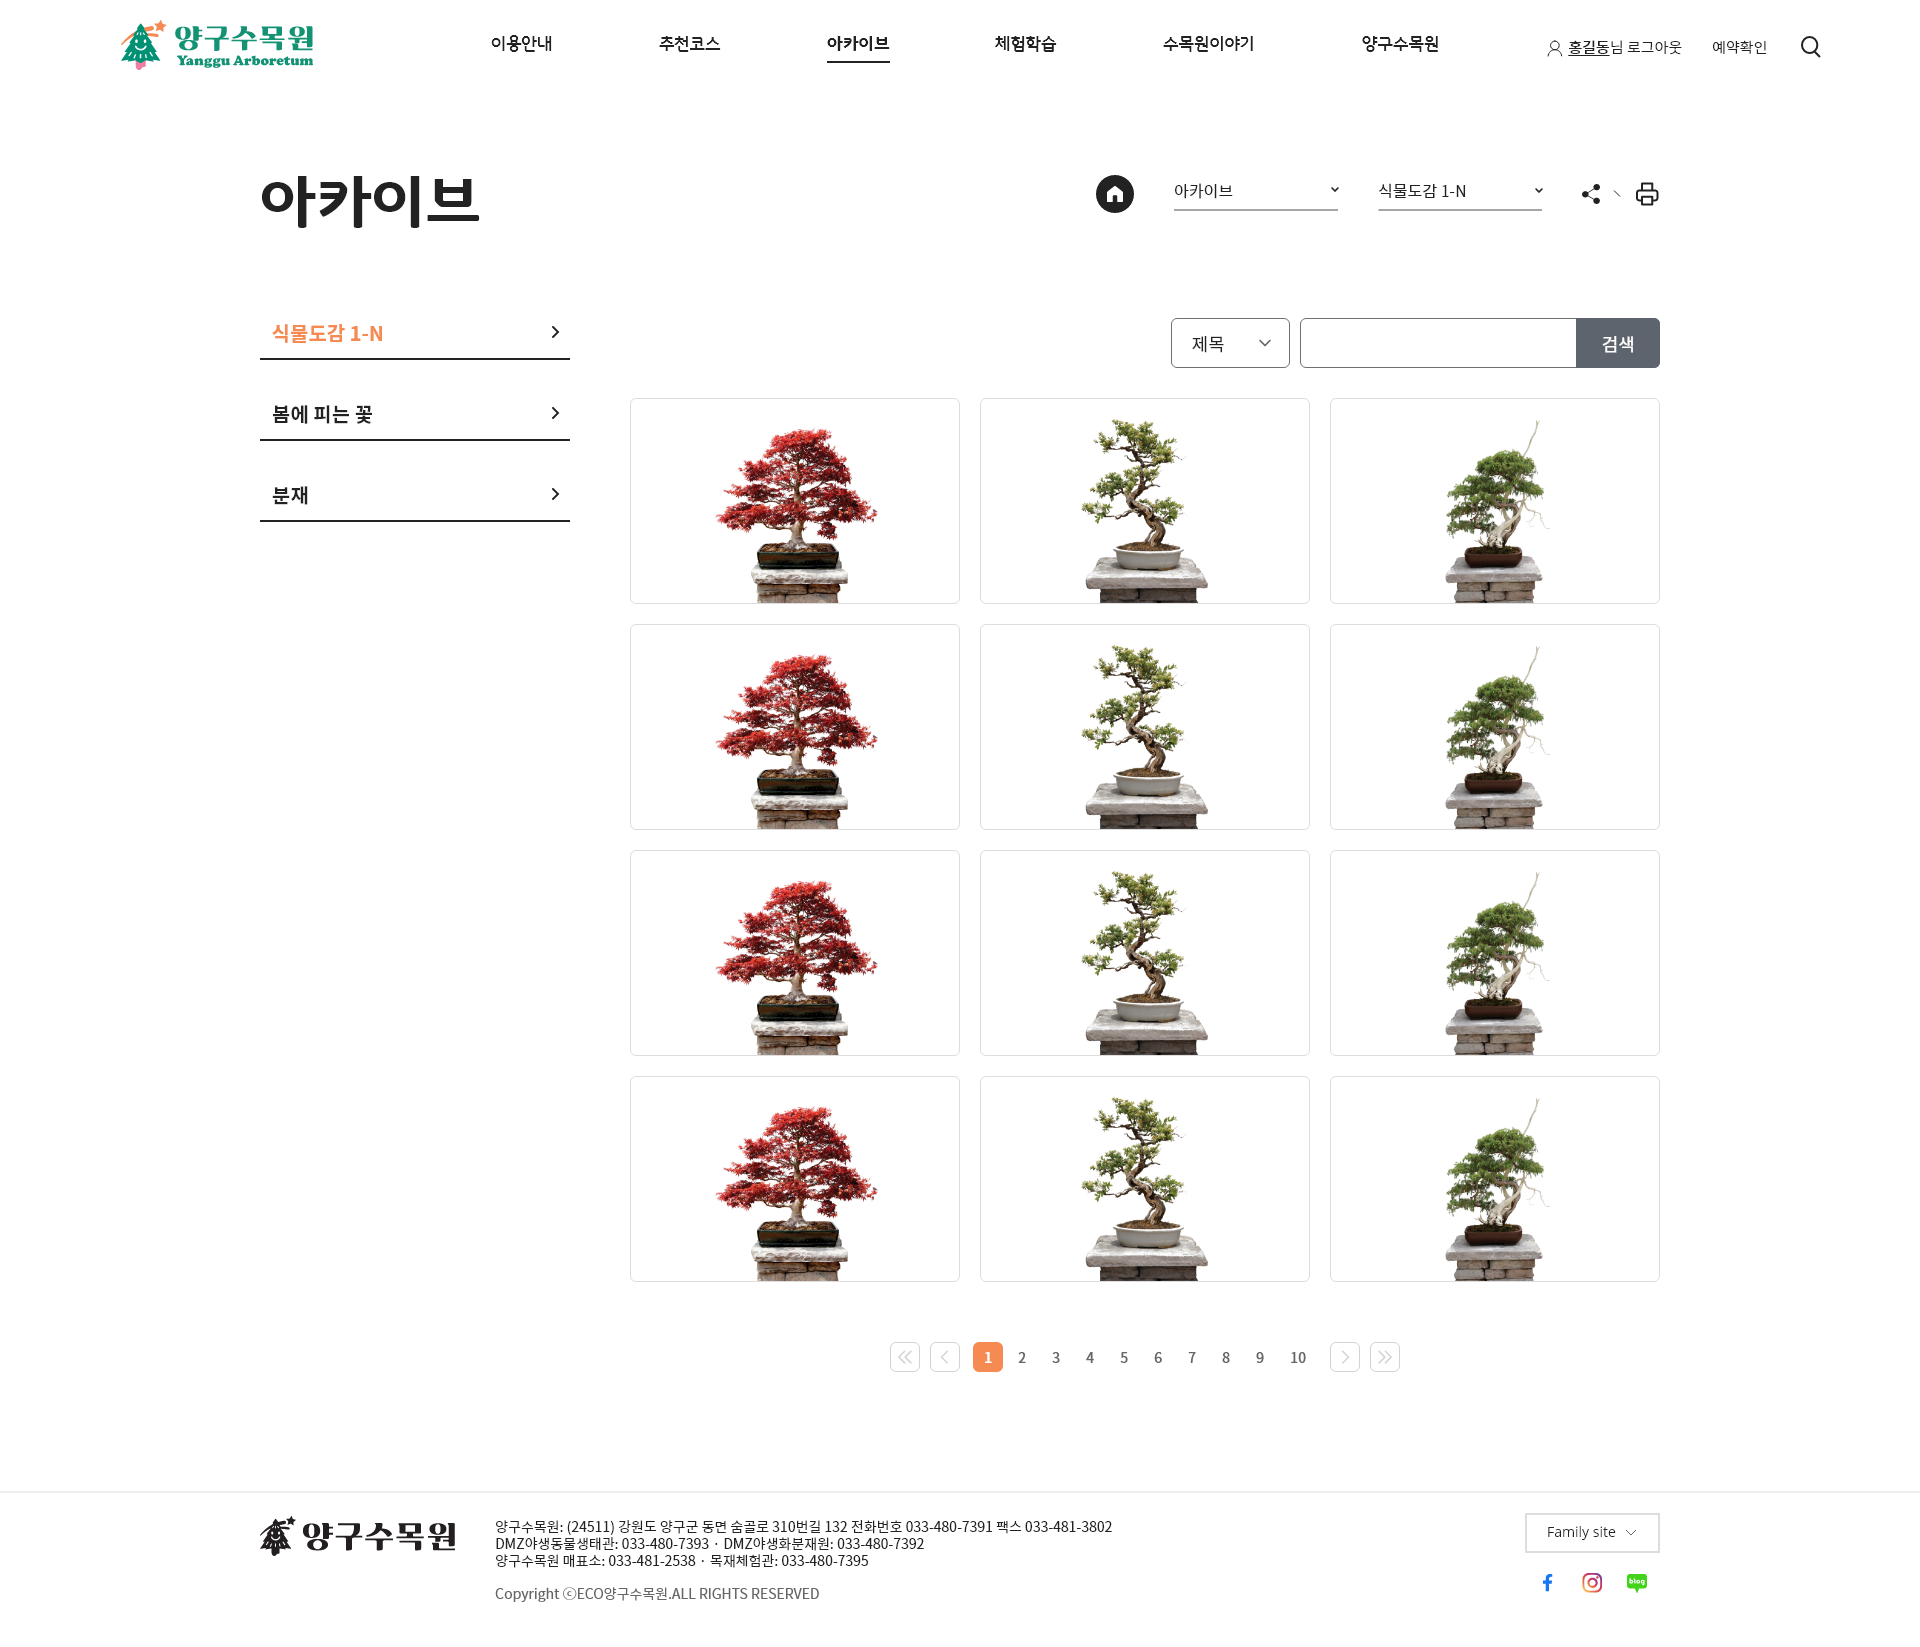 양구수목원
Yanggu Arboretum
이용안내 추천코스 아카이브 체험학습 수목원이야기 양구수목원
홍길동님 로그아웃 예약확인
아카이브
아카이브 식물도감 1-N
식물도감 1-N
봄에 피는 꽃
분재
제목 검색
1 2 3 4 5 6 7 8 9 10
양구수목원
양구수목원: (24511) 강원도 양구군 동면 숨골로 310번길 132 전화번호 033-480-7391 팩스 033-481-3802
DMZ야생동물생태관: 033-480-7393 · DMZ야생화분재원: 033-480-7392
양구수목원 매표소: 033-481-2538 · 목재체험관: 033-480-7395
Copyright ⓒECO양구수목원.ALL RIGHTS RESERVED
Family site
blog